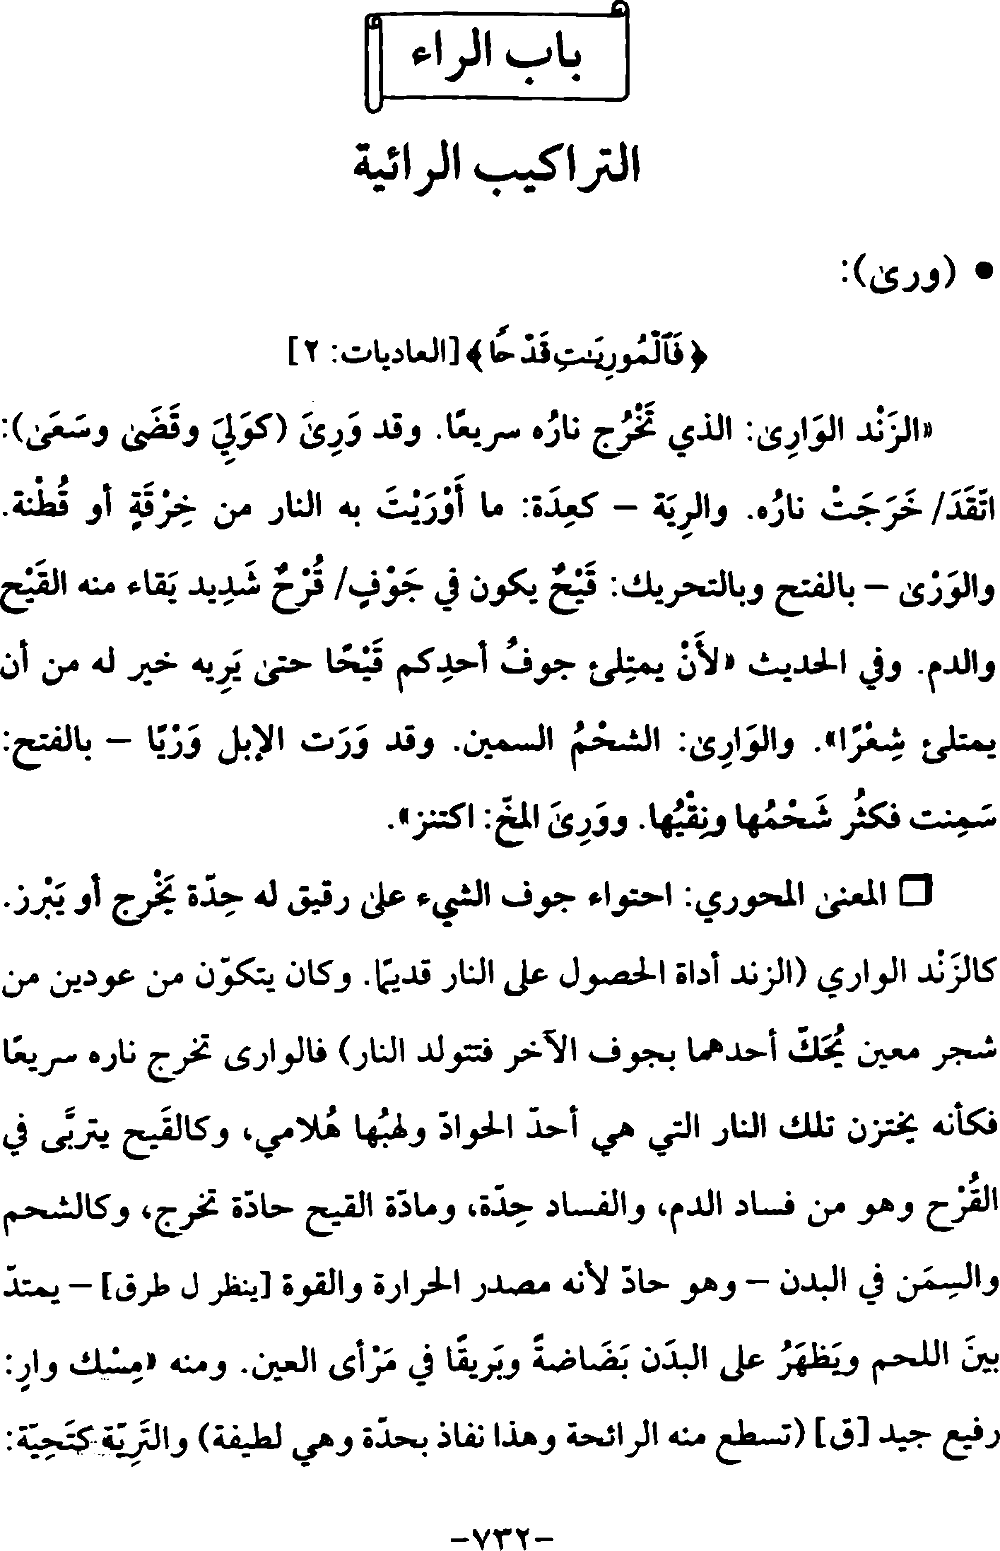 باب الراء
التراكيب الرائية
• (ورى):
﴿فَٱلْمُورِيَـٰتِ قَدْحًا﴾ [العاديات: ٢]
«الزَنْد الوَارِىٰ: الذي تَخْرُج نارُه سريعًا. وقد وَرِىَ (كوَلِيَ وقَضَىٰ وسَعَىٰ):
اتَّقَدَ/ خَرَجَتْ نارُه. والرِيَة – كعِدَة: ما أَوْرَيْتَ به النار من خِرْقَةٍ أو قُطْنة.
والوَرْىٰ – بالفتح وبالتحريك: قَيْحٌ يكون في جَوْفٍ/ قُرْحٌ شَدِيد يَقاء منه القَيْح
والدم. وفي الحديث «لأَنْ يمتلِئ جوفُ أحدِكم قَيْحًا حتىٰ يَرِيه خير له من أن
يمتلئ شِعْرًا». والوَارِىٰ: الشحْمُ السمين. وقد وَرَت الإبل وَرْيًا – بالفتح:
سَمِنت فكثُر شَحْمُها ونِقْيُها. ووَرِىَ المخّ: اكتنز».
□ المعنىٰ المحوري: احتواء جوف الشيء علىٰ رقيق له حِدّة يَخْرج أو يَبْرز.
كالزَنْد الواري (الزند أداة الحصول علىٰ النار قديمًا. وكان يتكوّن من عودين من
شجر معين يُحَكّ أحدهما بجوف الآخر فتتولد النار) فالوارى تخرج ناره سريعًا
فكأنه يختزن تلك النار التي هي أحدّ الحوادّ ولهبُها هُلامي، وكالقَيح يتربَّى في
القُرْح وهو من فساد الدم، والفساد حِدّة، ومادّة القيح حادّة تخرج، وكالشحم
والسِمَن في البدن – وهو حادّ لأنه مصدر الحرارة والقوة [ينظر ل طرق] – يمتدّ
بينَ اللحم ويَظهَرُ على البدَن بَضَاضةً وبَريقًا في مَرْأى العين. ومنه «مِسْك وارٍ:
رفيع جيد [ق] (تسطع منه الرائحة وهذا نفاذ بحدّة وهي لطيفة) والتَرِيّة كتَحِيّة:
-٧٣٢-